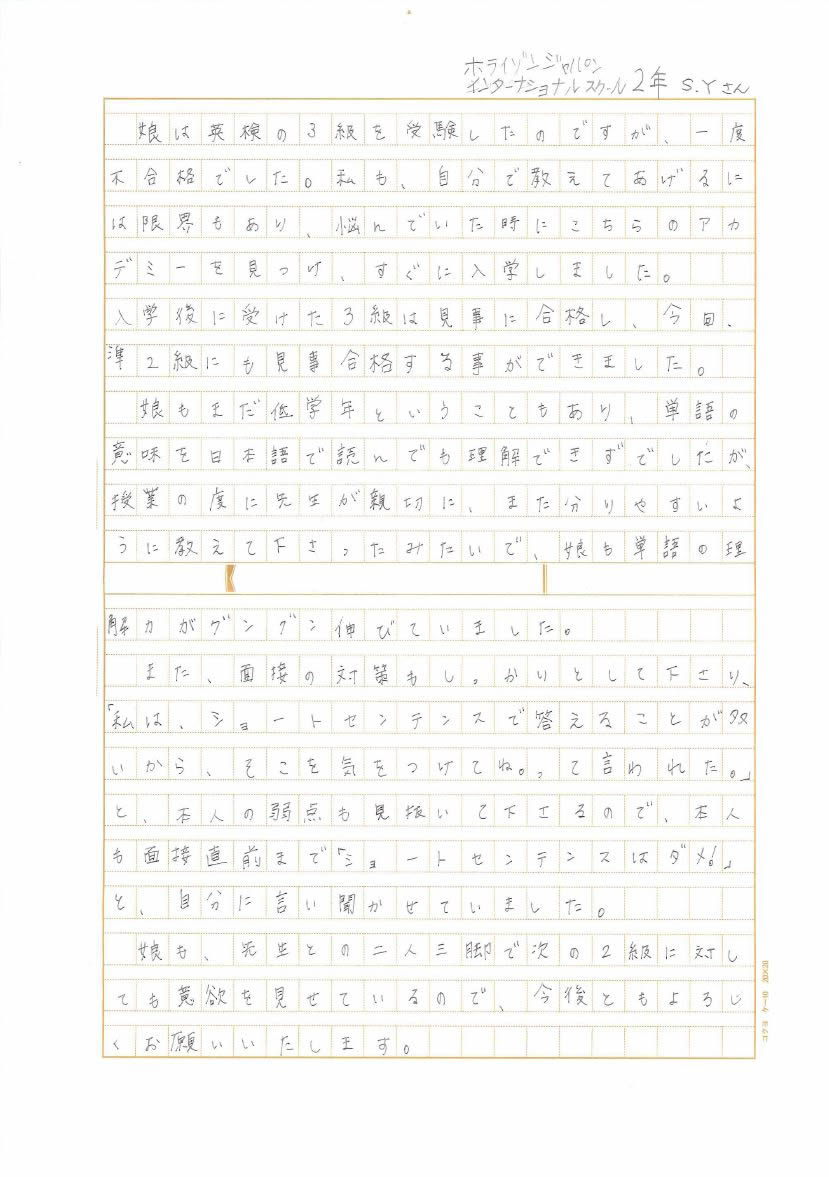 ホライゾンジャパン
インターナショナルスクール 2年 S.Yさん
娘は英検の3級を受験したのですが、一度
不合格でした。私も、自分で教えてあげるに
は限界もあり、悩んでいた時にこちらのアカ
デミーを見つけ、すぐに入学しました。
入学後に受けた3級は見事に合格し、今回、
準2級にも見事合格する事ができました。
娘もまだ低学年ということもあり、単語の
意味を日本語で読んでも理解できずでしたが、
授業の度に先生が親切に、また分りやすいよ
うに教えて下さったみたいで、娘も単語の理
解力がグングン伸びていました。
また、面接の対策もしっかりとして下さり、
「私は、ショートセンテンスで答えることが多
いから、そこを気をつけてね。って言われた。」
と、本人の弱点も見抜いて下さるので、本人
も面接直前まで「ショートセンテンスはダメ!」
と、自分に言い聞かせていました。
娘も、先生との二人三脚で次の2級に対し
ても意欲を見せているので、今後ともよろし
くお願いいたします。